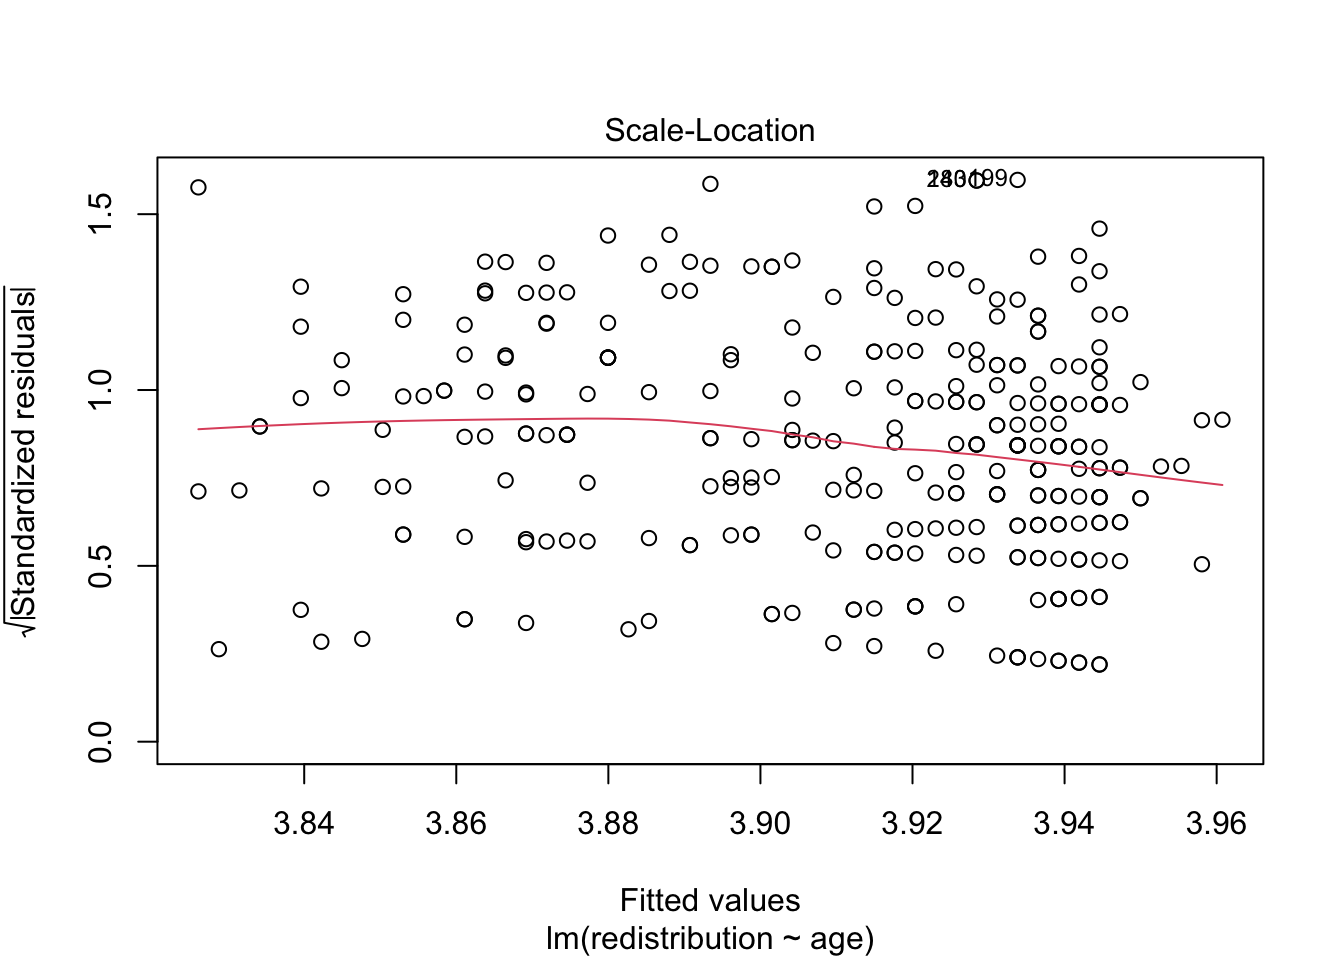 Scale-Location
√|Standardized residuals|
1.5
1.0
0.5
0.0
3.84 3.86 3.88 3.90 3.92 3.94 3.96
Fitted values
lm(redistribution ~ age)